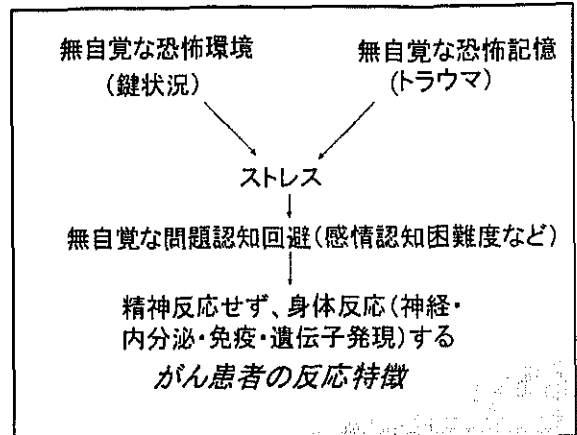 無自覚な恐怖環境
(鍵状況)
無自覚な恐怖記憶
(トラウマ)
ストレス
無自覚な問題認知回避(感情認知困難度など)
精神反応せず、身体反応(神経・
内分泌・免疫・遺伝子発現)する
がん患者の反応特徴